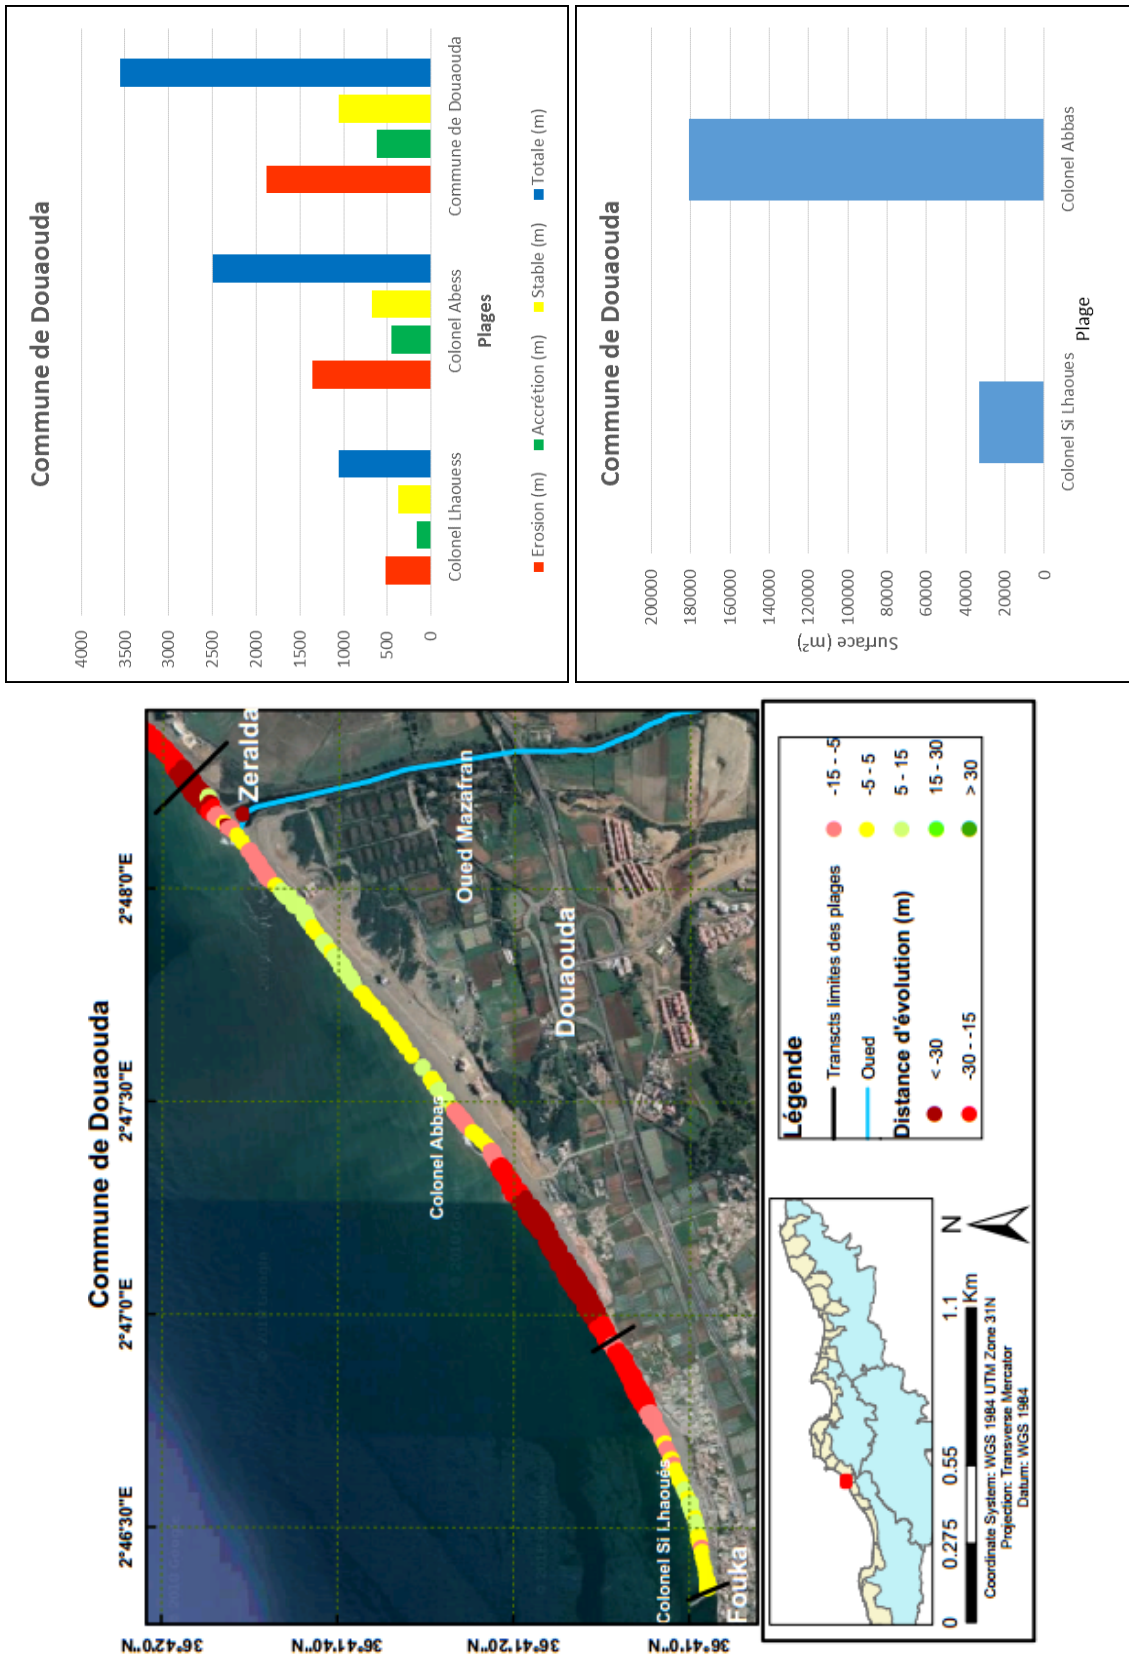 Commune de Douaouda
2°46'30"E
2°47'0"E
2°47'30"E
2°48'0"E
36°42'0"N
36°41'40"N
36°41'20"N
36°41'0"N
Zeralda
Oued Mazafran
Colonel Abbas
Douaouda
Colonel Si Lhaoués
Fouka
Légende
Transcts limites des plages
Oued
Distance d'évolution (m)
< -30
-30 - -15
-15 - -5
-5 - 5
5 - 15
15 - 30
> 30
N
0
0.275
0.55
1.1
Km
Coordinate System: WGS 1984 UTM Zone 31N
Projection: Transverse Mercator
Datum: WGS 1984
Commune de Douaouda
4000
3500
3000
2500
2000
1500
1000
500
0
Colonel Lhaouess
Colonel Abess
Commune de Douaouda
Plages
Erosion (m)
Accrétion (m)
Stable (m)
Totale (m)
Commune de Douaouda
200000
180000
160000
140000
120000
100000
80000
60000
40000
20000
0
Surface (m²)
Colonel Si Lhaoues
Colonel Abbas
Plage